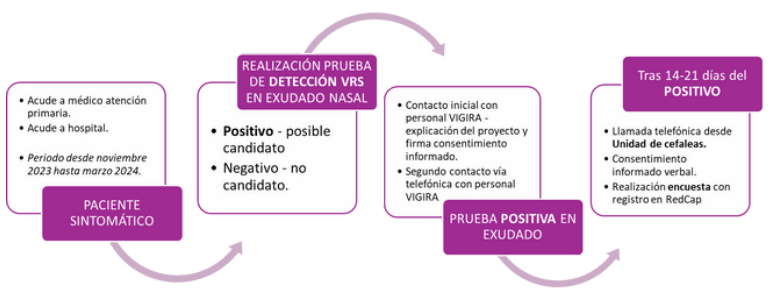 • Acude a médico atención
primaria.
• Acude a hospital.
• Periodo desde noviembre
2023 hasta marzo 2024.
PACIENTE
SINTOMÁTICO
REALIZACIÓN PRUEBA
DE DETECCIÓN VRS
EN EXUDADO NASAL
• Positivo - posible
candidato
• Negativo - no
candidato.
• Contacto inicial con
personal VIGIRA -
explicación del proyecto y
firma consentimiento
informado.
• Segundo contacto vía
telefónica con personal
VIGIRA
PRUEBA POSITIVA EN
EXUDADO
Tras 14-21 días del
POSITIVO
• Llamada telefónica desde
Unidad de cefaleas.
• Consentimiento
informado verbal.
• Realización encuesta con
registro en RedCap